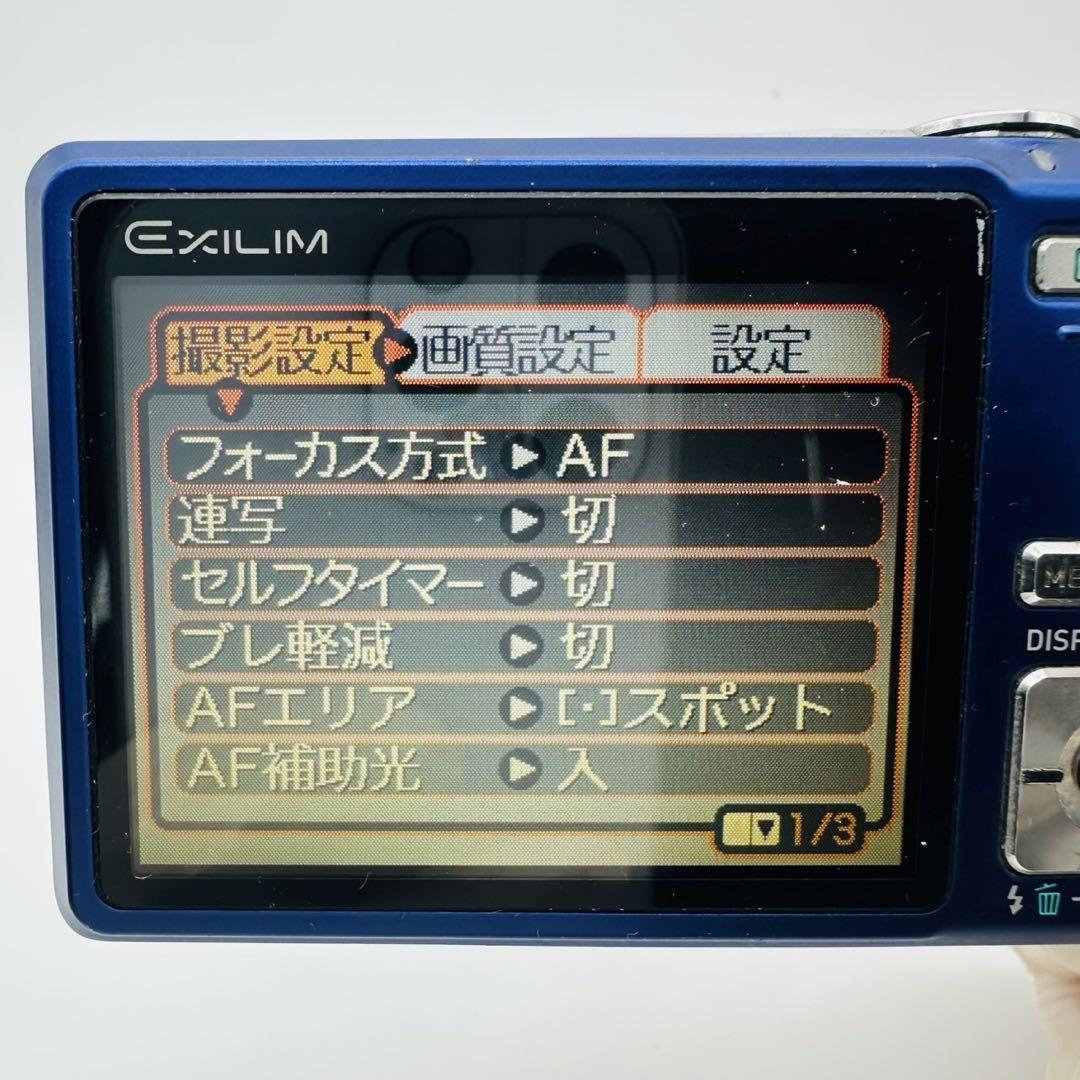 EXILIM
撮影設定 画質設定 設定
フォーカス方式 AF
連写 切
セルフタイマー 切
ブレ軽減 切
AFエリア [・]スポット
AF補助光 入
1/3